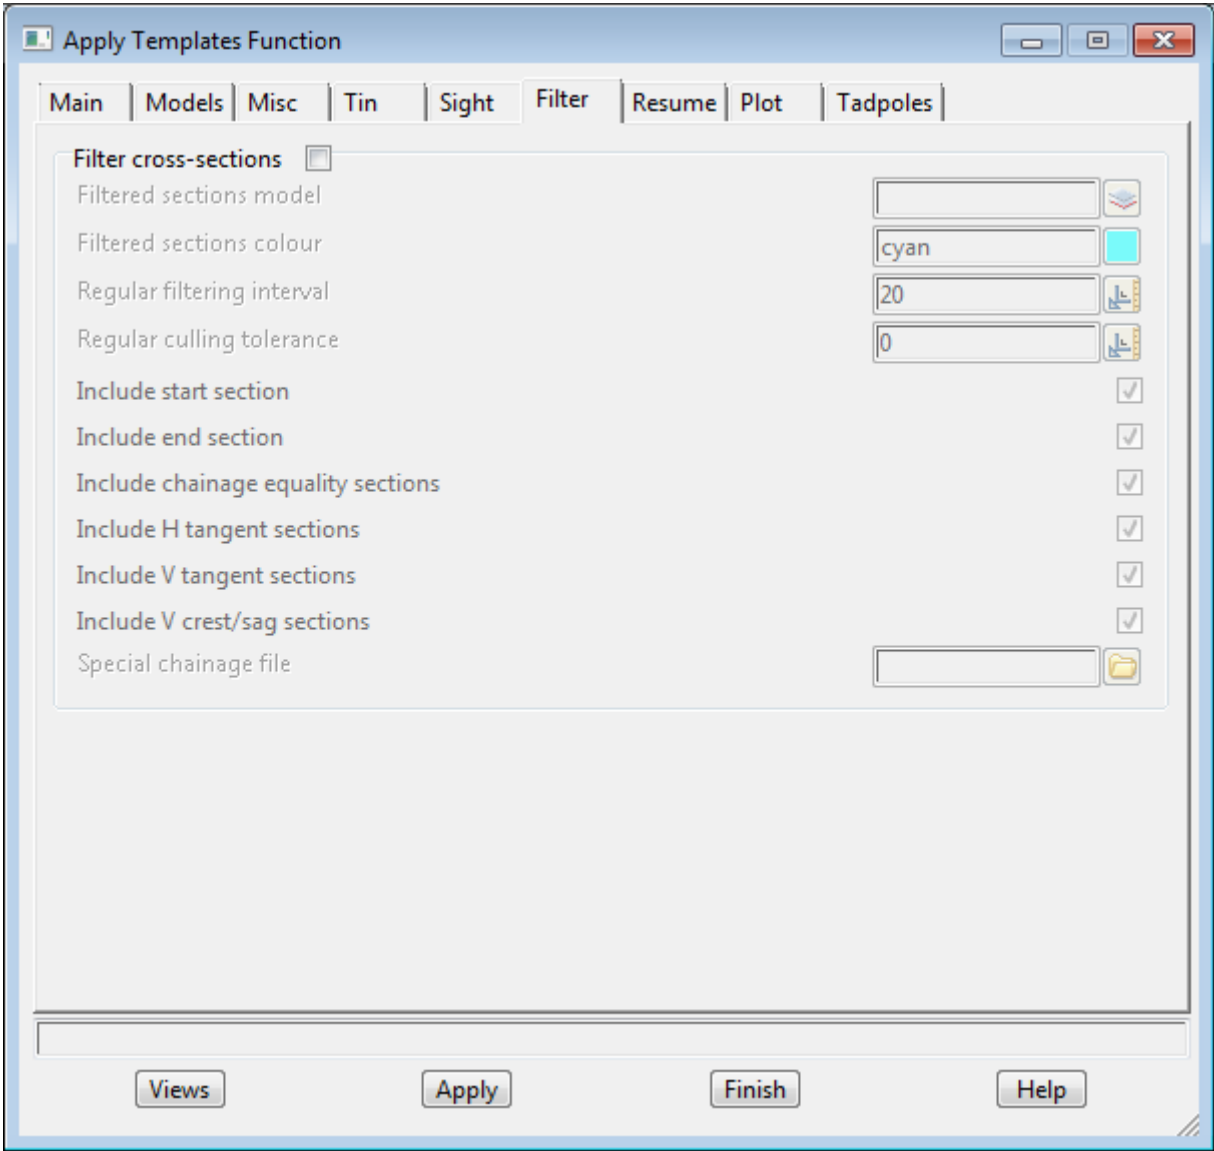 Apply Templates Function
Main Models Misc Tin Sight Filter Resume Plot Tadpoles
Filter cross-sections
Filtered sections model
Filtered sections colour cyan
Regular filtering interval 20
Regular culling tolerance 0
Include start section
Include end section
Include chainage equality sections
Include H tangent sections
Include V tangent sections
Include V crest/sag sections
Special chainage file
Views Apply Finish Help